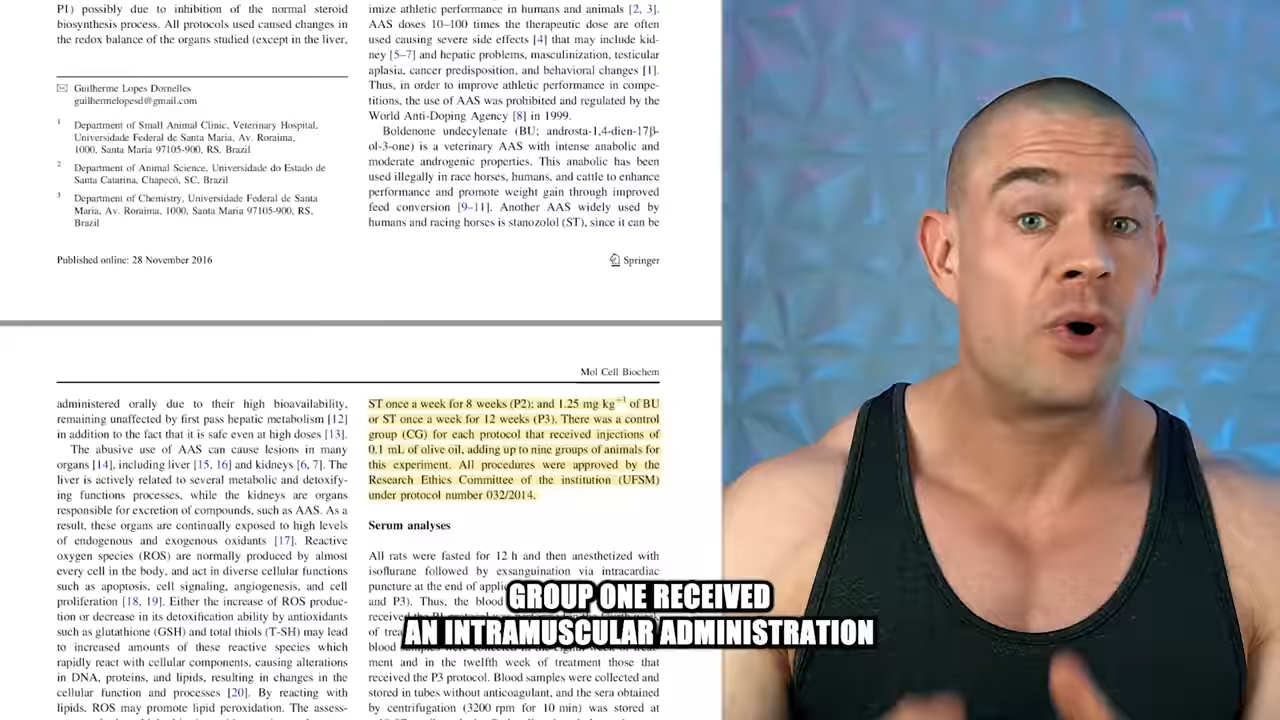 P1) possibly due to inhibition of the normal steroid
biosynthesis process. All protocols used caused changes in
the redox balance of the organs studied (except in the liver,
Guilherme Lopes Dornelles
guilhermelopesd@gmail.com
1 Department of Small Animal Clinic, Veterinary Hospital,
Universidade Federal de Santa Maria, Av. Roraima,
1000, Santa Maria 97105-900, RS, Brazil
2 Department of Animal Science, Universidade do Estado de
Santa Catarina, Chapecó, SC, Brazil
3 Department of Chemistry, Universidade Federal de Santa
Maria, Av. Roraima, 1000, Santa Maria 97105-900, RS,
Brazil
imize athletic performance in humans and animals [2, 3].
AAS doses 10–100 times the therapeutic dose are often
used causing severe side effects [4] that may include kid-
ney [5–7] and hepatic problems, masculinization, testicular
aplasia, cancer predisposition, and behavioral changes [1].
Thus, in order to improve athletic performance in compe-
titions, the use of AAS was prohibited and regulated by the
World Anti-Doping Agency [8] in 1999.
Boldenone undecylenate (BU; androsta-1,4-dien-17β-
ol-3-one) is a veterinary AAS with intense anabolic and
moderate androgenic properties. This anabolic has been
used illegally in race horses, humans, and cattle to enhance
performance and promote weight gain through improved
feed conversion [9–11]. Another AAS widely used by
humans and racing horses is stanozolol (ST), since it can be
Published online: 28 November 2016
Springer
Mol Cell Biochem
administered orally due to their high bioavailability,
remaining unaffected by first pass hepatic metabolism [12]
in addition to the fact that it is safe even at high doses [13].
The abusive use of AAS can cause lesions in many
organs [14], including liver [15, 16] and kidneys [6, 7]. The
liver is actively related to several metabolic and detoxify-
ing functions processes, while the kidneys are organs
responsible for excretion of compounds, such as AAS. As a
result, these organs are continually exposed to high levels
of endogenous and exogenous oxidants [17]. Reactive
oxygen species (ROS) are normally produced by almost
every cell in the body, and act in diverse cellular functions
such as apoptosis, cell signaling, angiogenesis, and cell
proliferation [18, 19]. Either the increase of ROS produc-
tion or decrease in its detoxification ability by antioxidants
such as glutathione (GSH) and total thiols (T-SH) may lead
to increased amounts of these reactive species which
rapidly react with cellular components, causing alterations
in DNA, proteins, and lipids, resulting in changes in the
cellular function and processes [20]. By reacting with
lipids, ROS may promote lipid peroxidation. The assess-
ST once a week for 8 weeks (P2); and 1.25 mg kg−1 of BU
or ST once a week for 12 weeks (P3). There was a control
group (CG) for each protocol that received injections of
0.1 mL of olive oil, adding up to nine groups of animals for
this experiment. All procedures were approved by the
Research Ethics Committee of the institution (UFSM)
under protocol number 032/2014.
Serum analyses
All rats were fasted for 12 h and then anesthetized with
isoflurane followed by exsanguination via intracardiac
puncture at the end of
and P3). Thus, the blood
received
of
blood
ment and in the twelfth week of treatment those that
received the P3 protocol. Blood samples were collected and
stored in tubes without anticoagulant, and the sera obtained
by centrifugation (3200 rpm for 10 min) was stored at
GROUP ONE RECEIVED
AN INTRAMUSCULAR ADMINISTRATION